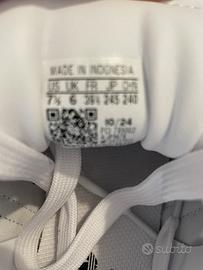 MADE IN INDONESIA
US UK FR JP CHN
7½ 6 39⅓ 245 240
10/24
subito